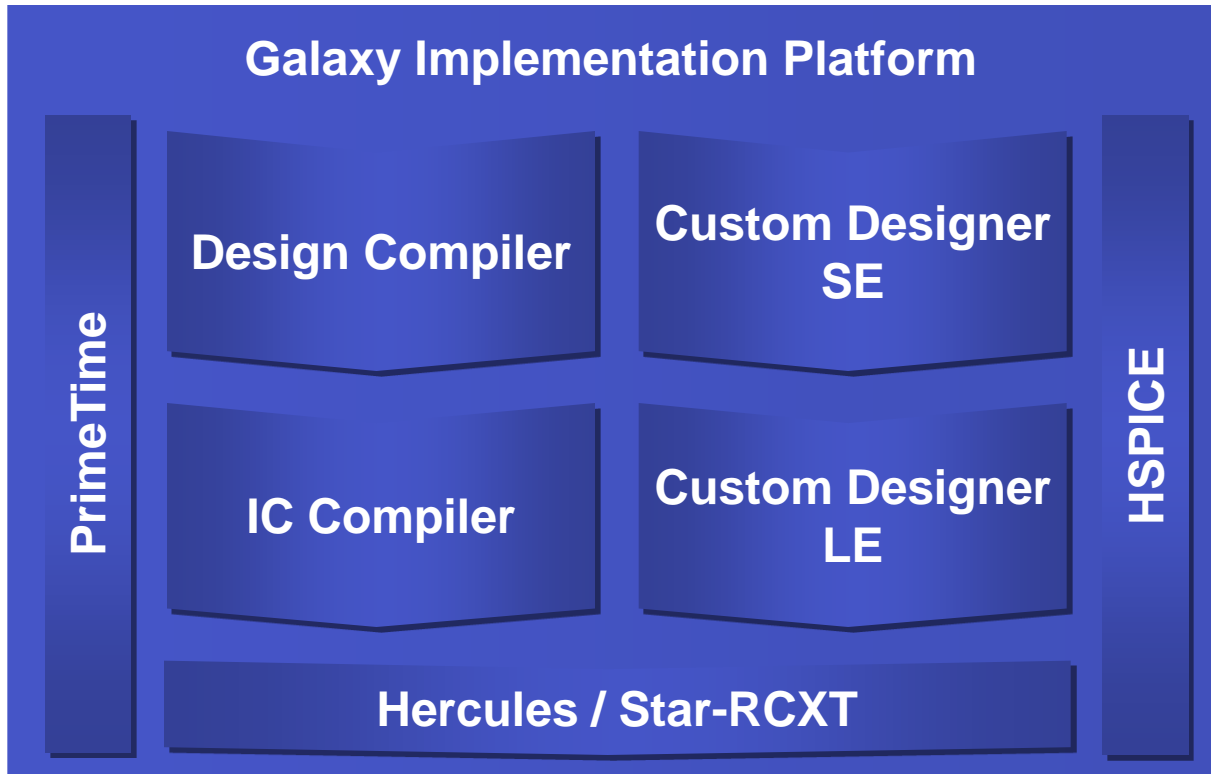 Galaxy Implementation Platform
PrimeTime
Design Compiler
Custom Designer
SE
HSPICE
IC Compiler
Custom Designer
LE
Hercules / Star-RCXT